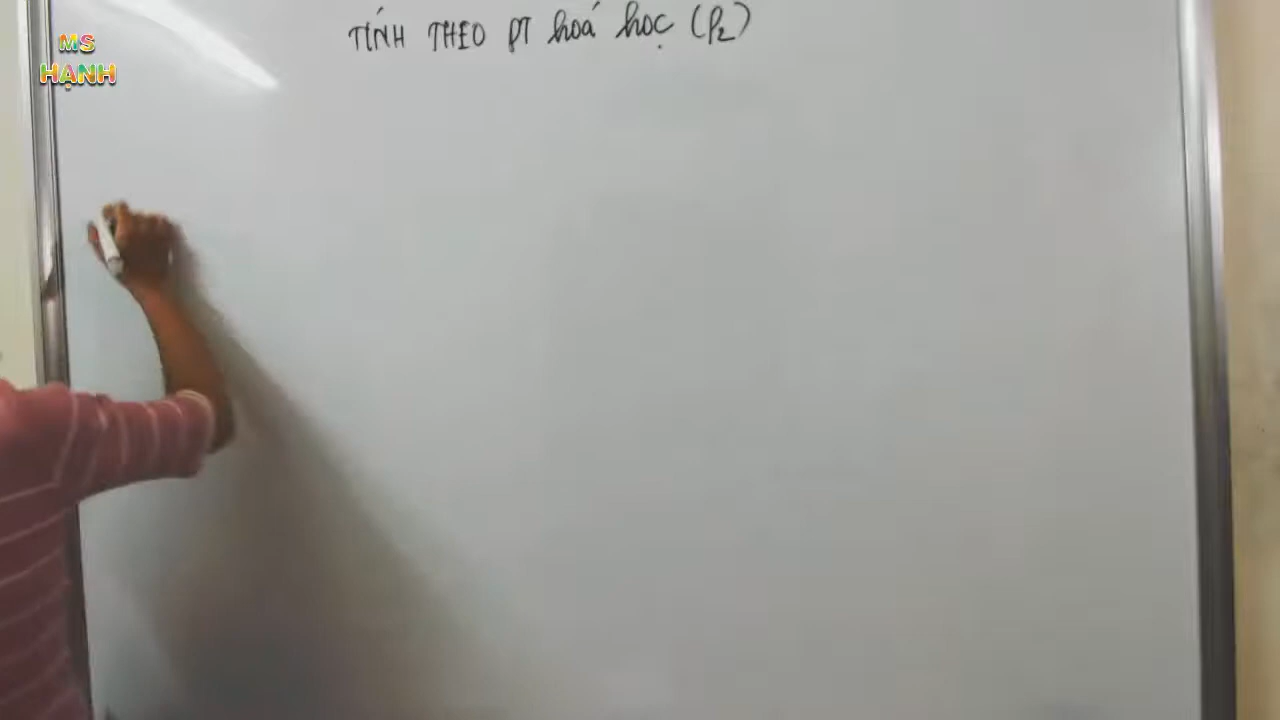 MS
HẠNH
TÍNH THEO PT hoá học (P2)